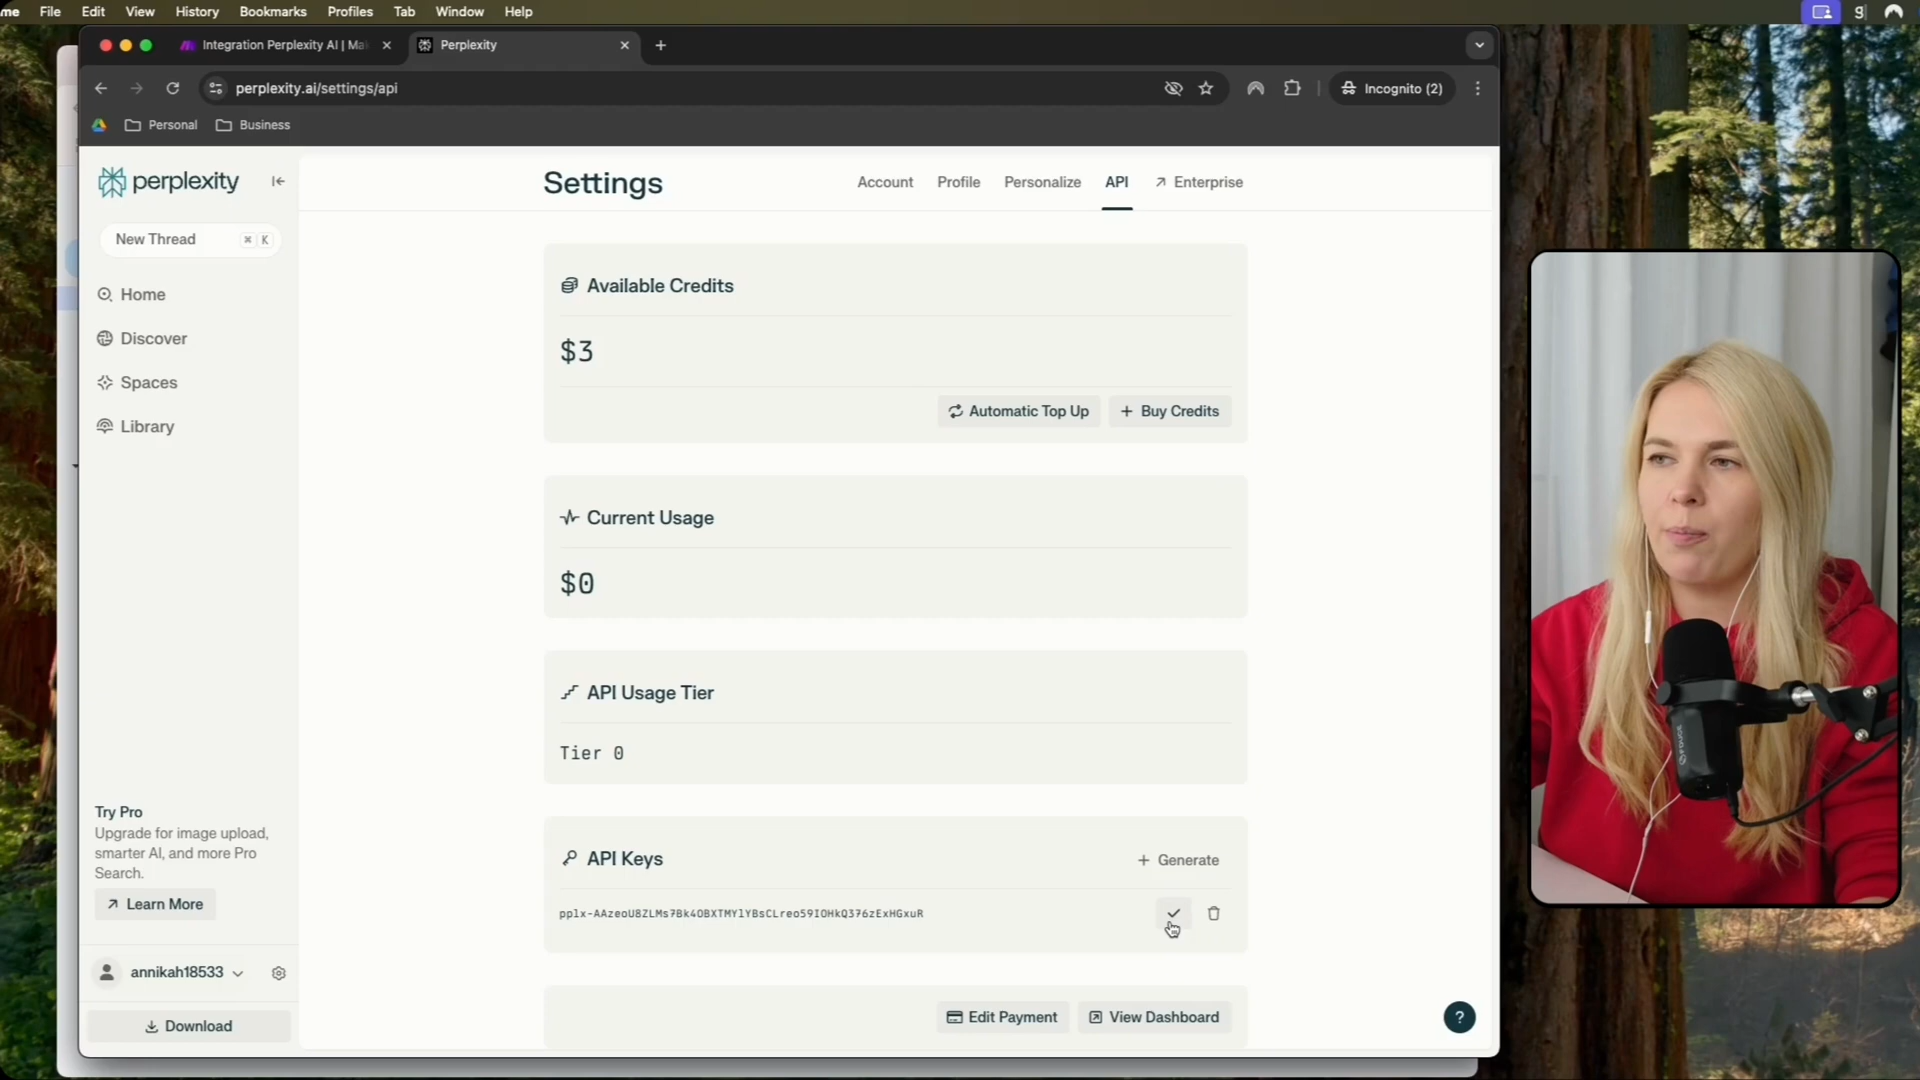 me File Edit View History Bookmarks Profiles Tab Window Help
Integration Perplexity AI | Ma
Perplexity
perplexity.ai/settings/api
Incognito (2)
Personal
Business
perplexity
Settings
Account Profile Personalize API Enterprise
New Thread ⌘ K
Home
Discover
Spaces
Library
Available Credits
$3
Automatic Top Up
+ Buy Credits
Current Usage
$0
API Usage Tier
Tier 0
API Keys
+ Generate
Try Pro
Upgrade for image upload,
smarter AI, and more Pro
Search.
Learn More
annikah18533
Download
Edit Payment
View Dashboard
?